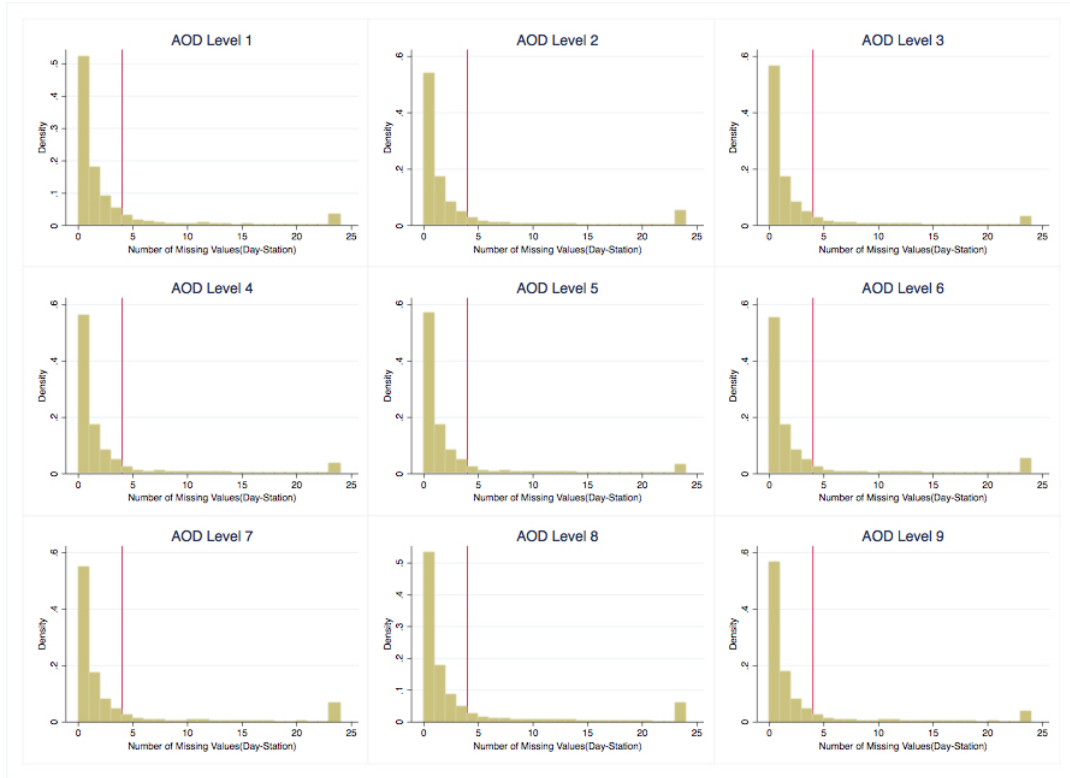 AOD Level 1
Density
0 .1 .2 .3 .4 .5
0 5 10 15 20 25
Number of Missing Values(Day-Station)
AOD Level 2
Density
0 .2 .4 .6
0 5 10 15 20 25
Number of Missing Values(Day-Station)
AOD Level 3
Density
0 .2 .4 .6
0 5 10 15 20 25
Number of Missing Values(Day-Station)
AOD Level 4
Density
0 .2 .4 .6
0 5 10 15 20 25
Number of Missing Values(Day-Station)
AOD Level 5
Density
0 .2 .4 .6
0 5 10 15 20 25
Number of Missing Values(Day-Station)
AOD Level 6
Density
0 .2 .4 .6
0 5 10 15 20 25
Number of Missing Values(Day-Station)
AOD Level 7
Density
0 .2 .4 .6
0 5 10 15 20 25
Number of Missing Values(Day-Station)
AOD Level 8
Density
0 .1 .2 .3 .4 .5
0 5 10 15 20 25
Number of Missing Values(Day-Station)
AOD Level 9
Density
0 .2 .4 .6
0 5 10 15 20 25
Number of Missing Values(Day-Station)